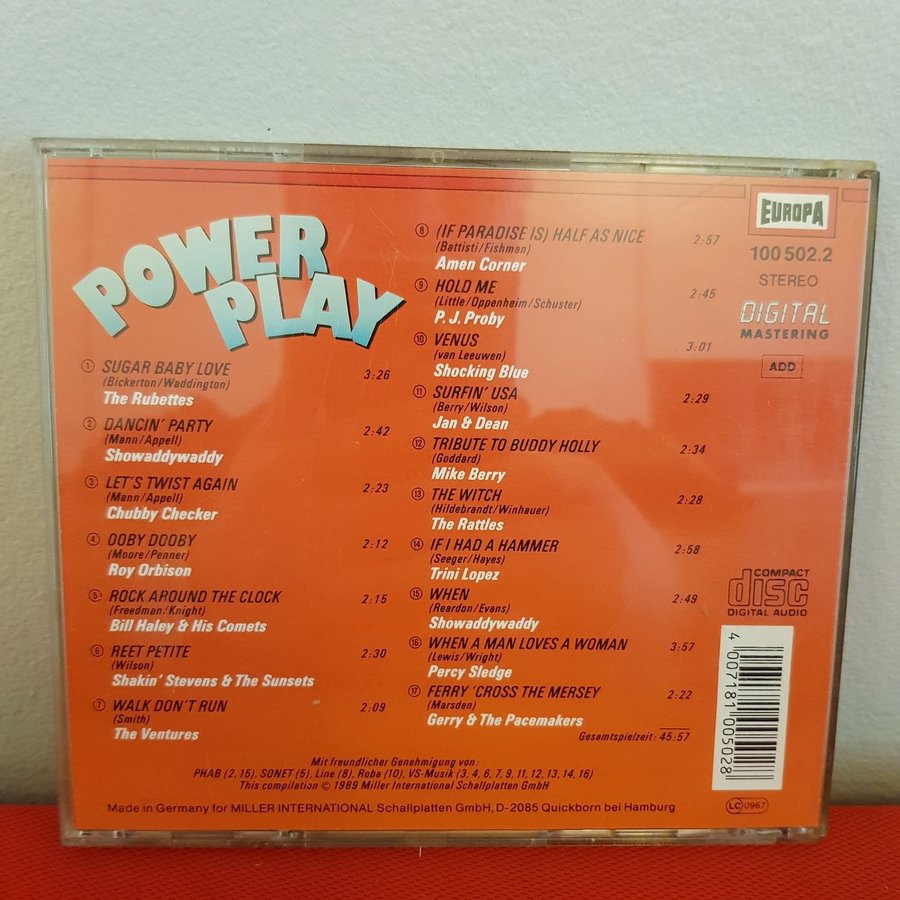 POWER
PLAY
① SUGAR BABY LOVE 3:26
(Bickerton/Waddington)
The Rubettes
② DANCIN' PARTY 2:42
(Mann/Appell)
Showaddywaddy
③ LET'S TWIST AGAIN 2:23
(Mann/Appell)
Chubby Checker
④ OOBY DOOBY 2:12
(Moore/Penner)
Roy Orbison
⑤ ROCK AROUND THE CLOCK 2:15
(Freedman/Knight)
Bill Haley & His Comets
⑥ REET PETITE 2:30
(Wilson)
Shakin' Stevens & The Sunsets
⑦ WALK DON'T RUN 2:09
(Smith)
The Ventures
⑧ (IF PARADISE IS) HALF AS NICE 2:57
(Battisti/Fishman)
Amen Corner
⑨ HOLD ME 2:45
(Little/Oppenheim/Schuster)
P. J. Proby
⑩ VENUS 3:01
(van Leeuwen)
Shocking Blue
⑪ SURFIN' USA 2:29
(Berry/Wilson)
Jan & Dean
⑫ TRIBUTE TO BUDDY HOLLY 2:34
(Goddard)
Mike Berry
⑬ THE WITCH 2:28
(Hildebrandt/Winhauer)
The Rattles
⑭ IF I HAD A HAMMER 2:58
(Seeger/Hayes)
Trini Lopez
⑮ WHEN 2:49
(Reardon/Evans)
Showaddywaddy
⑯ WHEN A MAN LOVES A WOMAN 3:57
(Lewis/Wright)
Percy Sledge
⑰ FERRY 'CROSS THE MERSEY 2:22
(Marsden)
Gerry & The Pacemakers
Gesamtspielzeit: 45:57
EUROPA
100 502.2
STEREO
DIGITAL
MASTERING
ADD
COMPACT
disc
DIGITAL AUDIO
4 007181 005028
Mit freundlicher Genehmigung von:
PHAB (2, 15), SONET (5), Line (8), Roba (10), VS-Musik (3, 4, 6, 7, 9, 11, 12, 13, 14, 16)
This compilation © 1989 Miller International Schallplatten GmbH
Made in Germany for MILLER INTERNATIONAL Schallplatten GmbH, D-2085 Quickborn bei Hamburg
LC 0967